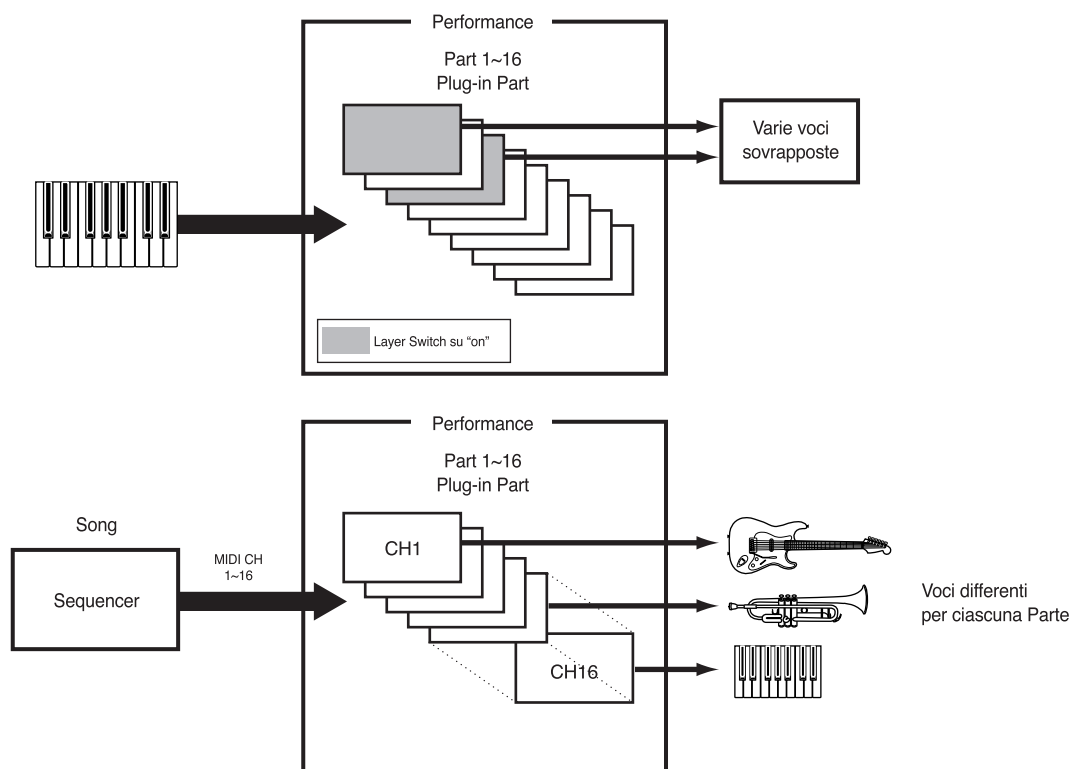 Performance
Part 1~16
Plug-in Part
Varie voci
sovrapposte
Layer Switch su “on”
Performance
Part 1~16
Plug-in Part
Song
Sequencer
MIDI CH
1~16
CH1
CH16
Voci differenti
per ciascuna Parte